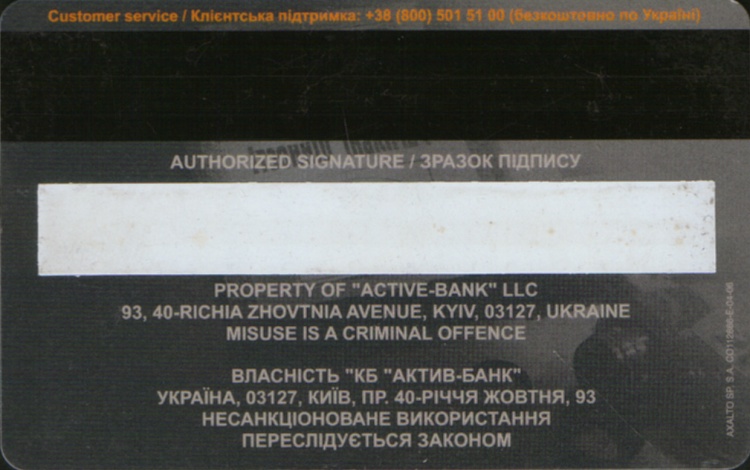 Customer service / Клієнтська підтримка: +38 (800) 501 51 00 (безкоштовно по Україні)
AUTHORIZED SIGNATURE / ЗРАЗОК ПІДПИСУ
PROPERTY OF "ACTIVE-BANK" LLC
93, 40-RICHIA ZHOVTNIA AVENUE, KYIV, 03127, UKRAINE
MISUSE IS A CRIMINAL OFFENCE
ВЛАСНІСТЬ "КБ "АКТИВ-БАНК"
УКРАЇНА, 03127, КИЇВ, ПР. 40-РІЧЧЯ ЖОВТНЯ, 93
НЕСАНКЦІОНОВАНЕ ВИКОРИСТАННЯ
ПЕРЕСЛІДУЄТЬСЯ ЗАКОНОМ
AXALTO SP. S.A.